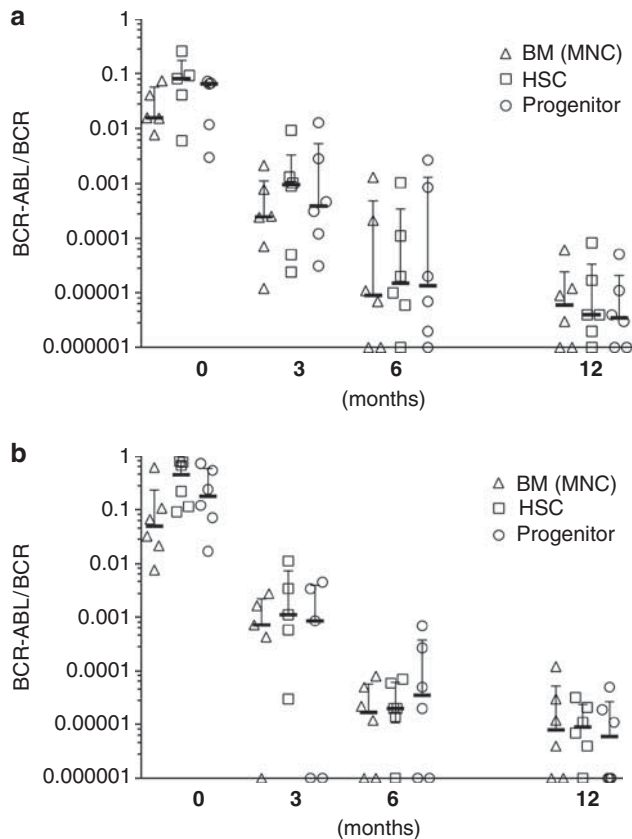 a
BCR-ABL/BCR
1
0.1
0.01
0.001
0.0001
0.00001
0.000001
BM (MNC)
HSC
Progenitor
0 3 6 12
(months)
b
BCR-ABL/BCR
1
0.1
0.01
0.001
0.0001
0.00001
0.000001
BM (MNC)
HSC
Progenitor
0 3 6 12
(months)